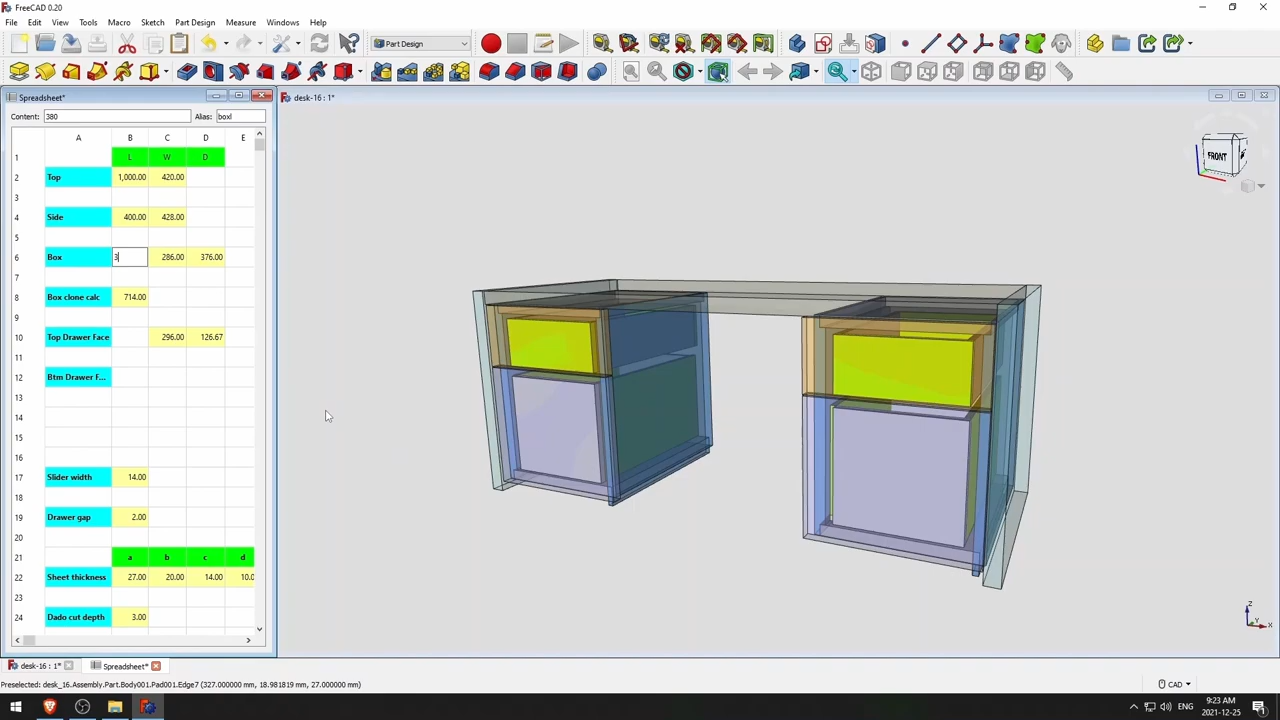 FreeCAD 0.20
File Edit View Tools Macro Sketch Part Design Measure Windows Help
Part Design
Spreadsheet*
desk-16 : 1*
Content: 380 Alias: boxl
A B C D E
1 L W D
2 Top 1,000.00 420.00
3
4 Side 400.00 428.00
5
6 Box 3 286.00 376.00
7
8 Box clone calc 714.00
9
10 Top Drawer Face 296.00 126.67
11
12 Btm Drawer F...
13
14
15
16
17 Slider width 14.00
18
19 Drawer gap 2.00
20
21 a b c d
22 Sheet thickness 27.00 20.00 14.00 10.0
23
24 Dado cut depth 3.00
FRONT
Z
Y
X
desk-16 : 1* Spreadsheet*
Preselected: desk_16.Assembly.Part.Body001.Pad001.Edge7 (327.000000 mm, 18.981819 mm, 27.000000 mm)
CAD
ENG
9:23 AM
2021-12-25